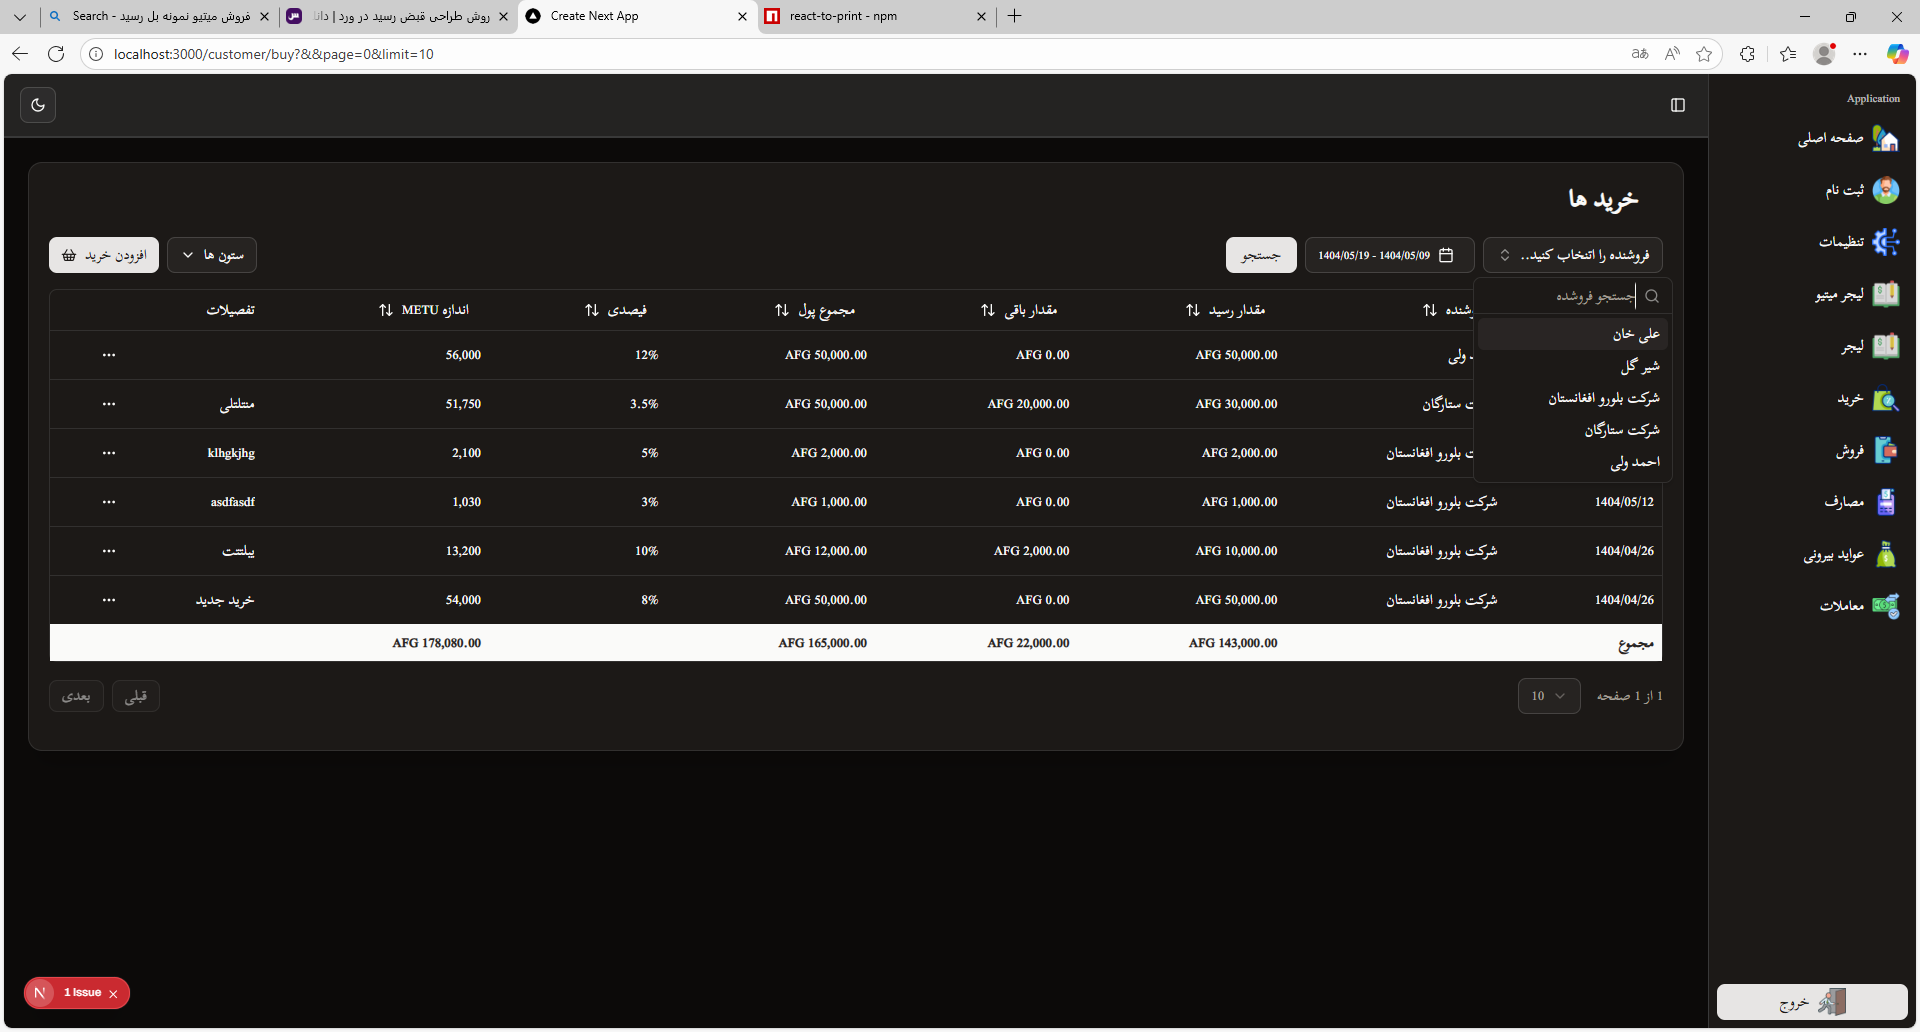 فروش میتیو نمونه بل رسید - Search
روش طراحی قبض رسید در ورد | دانا
Create Next App
react-to-print - npm
localhost:3000/customer/buy?&&page=0&limit=10
Application
صفحه اصلی
ثبت نام
تنظیمات
لیجر میتیو
لیجر
خرید
فروش
مصارف
عواید بیرونی
معاملات
خروج
خرید ها
فروشنده را اتنخاب کنید..
1404/05/19 - 1404/05/09
جستجو
ستون ها
افزودن خرید
جستجو فروشده
علی خان
شیر گل
شرکت بلورو افغانستان
شرکت ستارگان
احمد ولی
شنده مقدار رسید مقدار باقی مجموع پول فیصدی اندازه METU تفصیلات
د ولی AFG 50,000.00 AFG 0.00 AFG 50,000.00 12% 56,000
ت ستارگان AFG 30,000.00 AFG 20,000.00 AFG 50,000.00 3.5% 51,750 منتلتلی
شرکت بلورو افغانستان AFG 2,000.00 AFG 0.00 AFG 2,000.00 5% 2,100 klhgkjhg
1404/05/12 شرکت بلورو افغانستان AFG 1,000.00 AFG 0.00 AFG 1,000.00 3% 1,030 asdfasdf
1404/04/26 شرکت بلورو افغانستان AFG 10,000.00 AFG 2,000.00 AFG 12,000.00 10% 13,200
1404/04/26 شرکت بلورو افغانستان AFG 50,000.00 AFG 0.00 AFG 50,000.00 8% 54,000 خرید جدید
مجموع AFG 143,000.00 AFG 22,000.00 AFG 165,000.00 AFG 178,080.00
1 از 1 صفحه
10
قبلی
بعدی
N 1 Issue